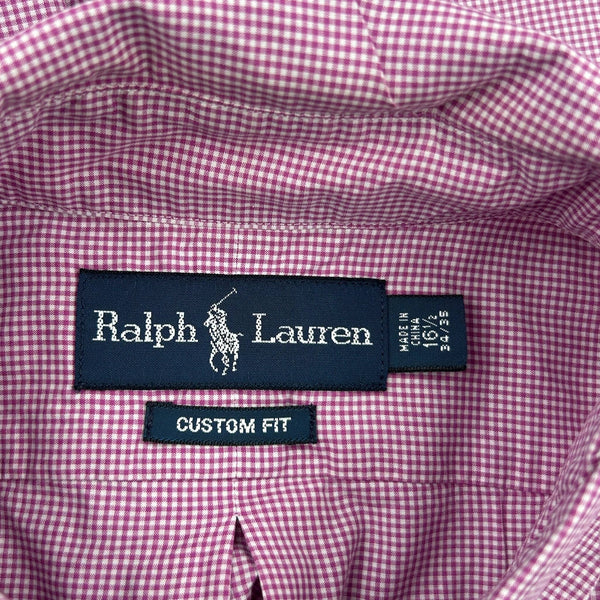 Ralph Lauren
MADE IN
CHINA
16½
34/35
CUSTOM FIT